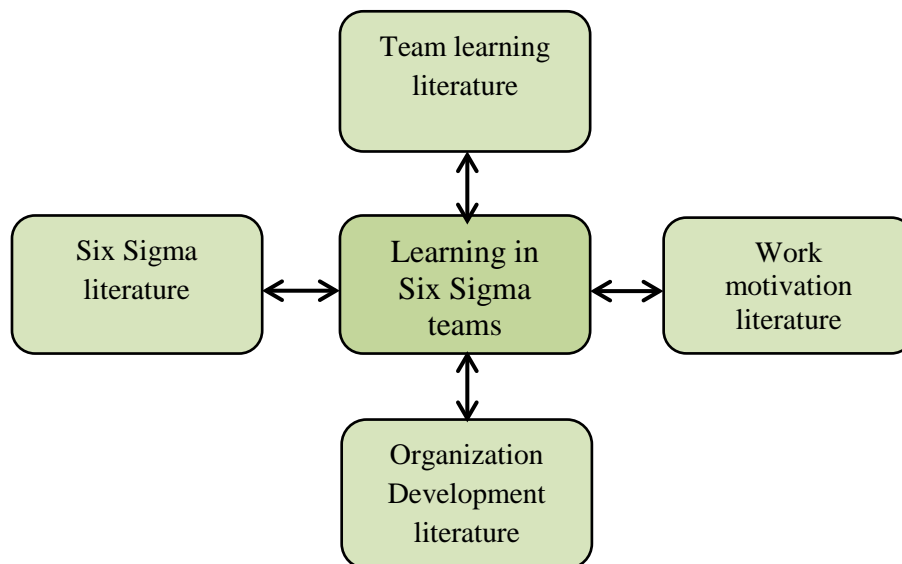 Team learning
literature
Six Sigma
literature
Learning in
Six Sigma
teams
Work
motivation
literature
Organization
Development
literature